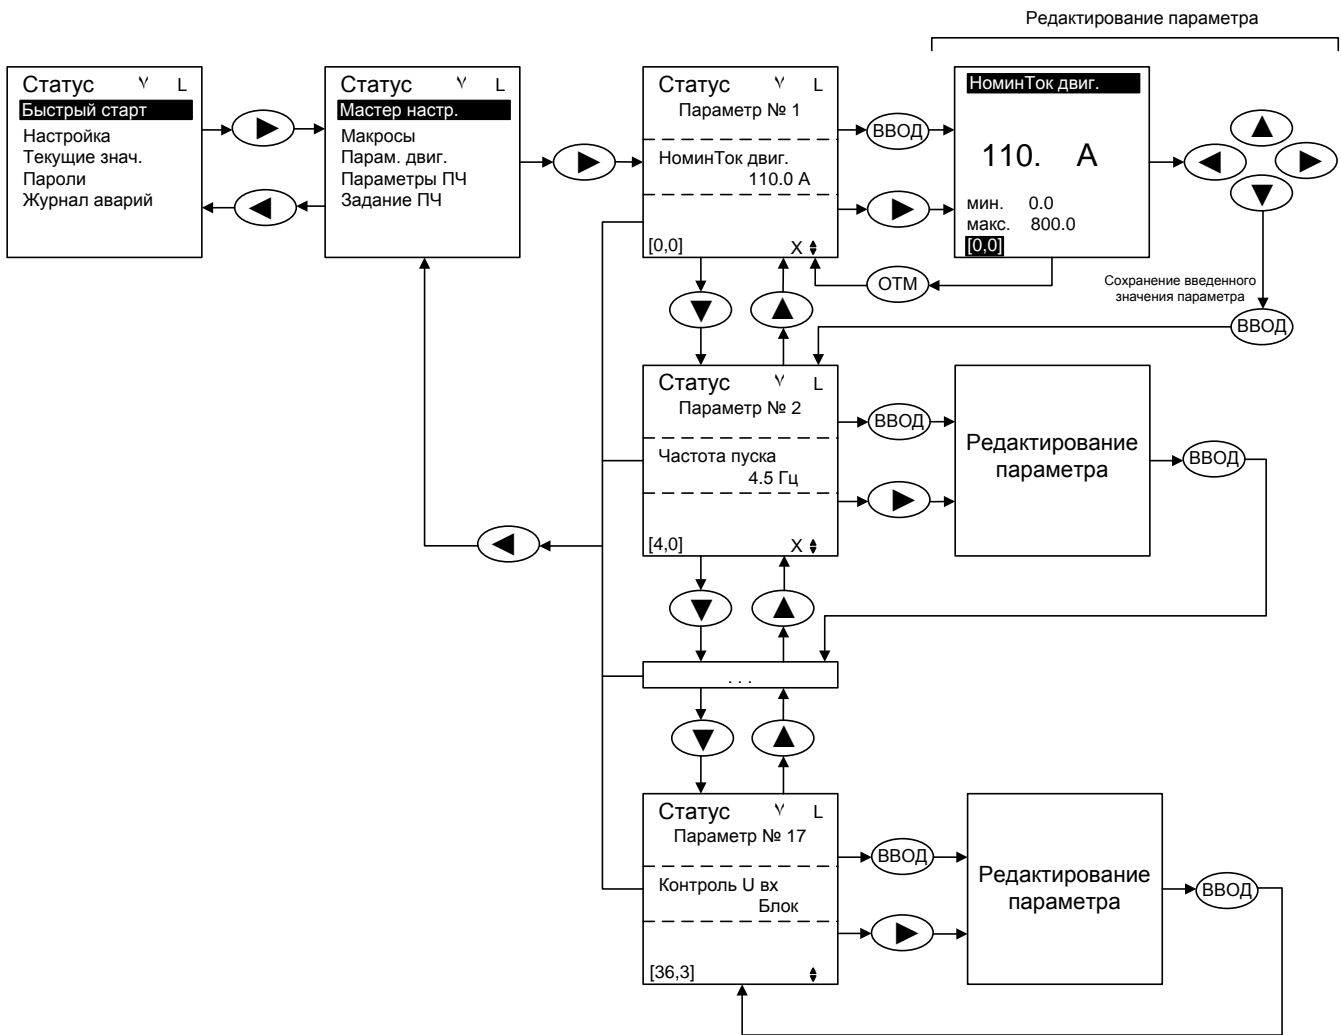 Редактирование параметра
Статус Y L
Быстрый старт
Настройка
Текущие знач.
Пароли
Журнал аварий
Статус Y L
Мастер настр.
Макросы
Парам. двиг.
Параметры ПЧ
Задание ПЧ
Статус Y L
Параметр № 1
НоминТок двиг.
110.0 А
[0,0] X
ВВОД
НоминТок двиг.
110. А
мин. 0.0
макс. 800.0
[0,0]
ОТМ
Сохранение введенного
значения параметра
ВВОД
Статус Y L
Параметр № 2
Частота пуска
4.5 Гц
[4,0] X
ВВОД
Редактирование
параметра
ВВОД
. . .
Статус Y L
Параметр № 17
Контроль U вх
Блок
[36,3]
ВВОД
Редактирование
параметра
ВВОД